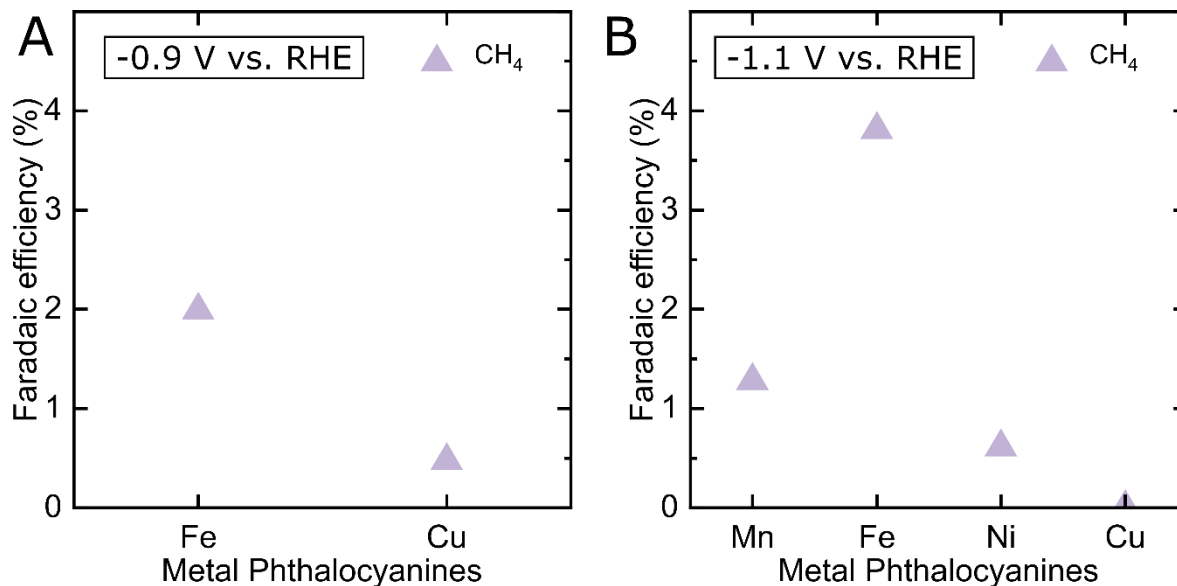 A
-0.9 V vs. RHE
CH4
Faradaic efficiency (%)
4
3
2
1
0
Fe Cu
Metal Phthalocyanines
B
-1.1 V vs. RHE
CH4
Faradaic efficiency (%)
4
3
2
1
0
Mn Fe Ni Cu
Metal Phthalocyanines